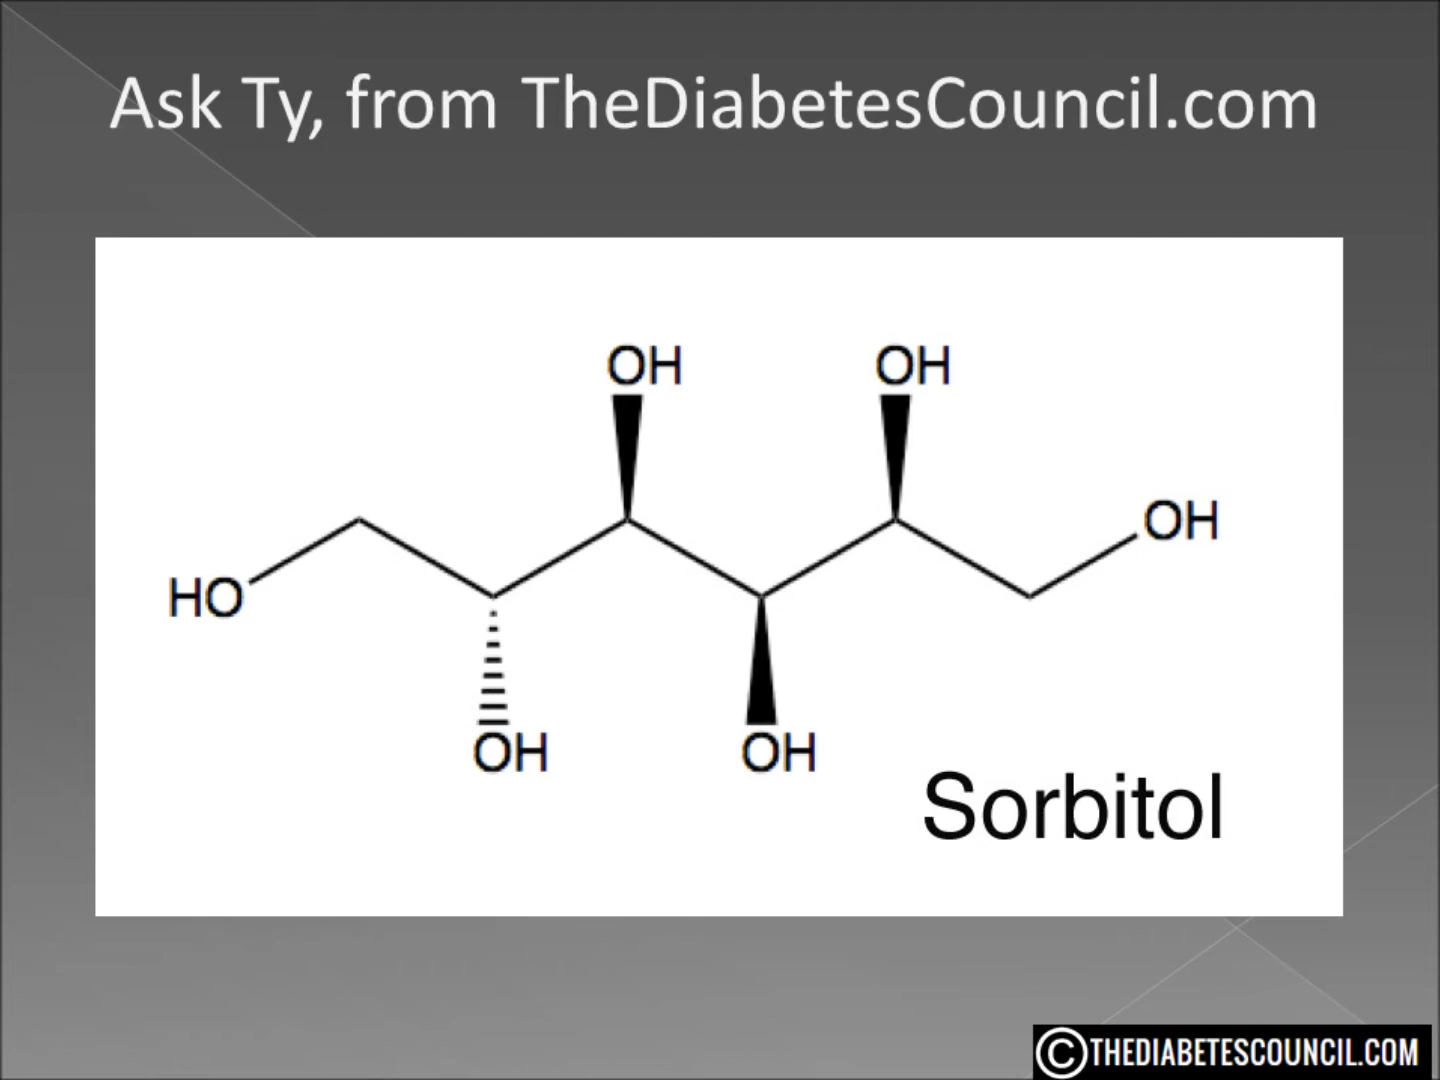 Ask Ty, from TheDiabetesCouncil.com
OH OH
OH
HO
OH OH
Sorbitol
©THEDIABETESCOUNCIL.COM